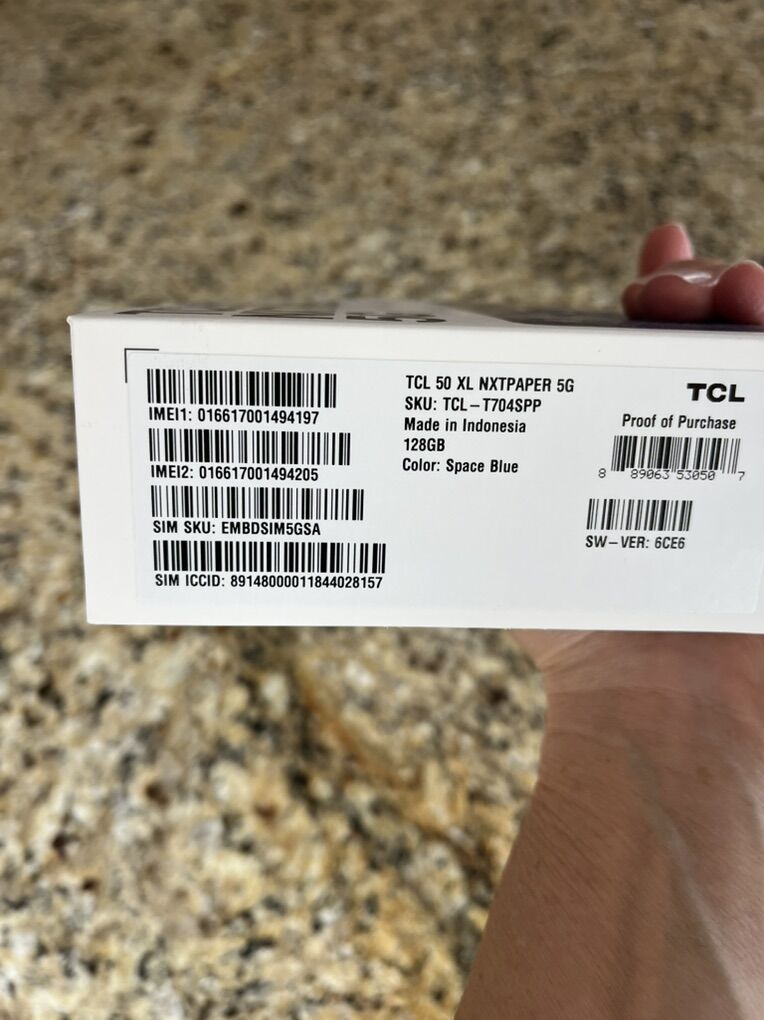 IMEI1: 016617001494197
IMEI2: 016617001494205
SIM SKU: EMBDSIM5GSA
SIM ICCID: 89148000011844028157
TCL 50 XL NXTPAPER 5G
SKU: TCL-T704SPP
Made in Indonesia
128GB
Color: Space Blue
TCL
Proof of Purchase
8 89063 53050 7
SW-VER: 6CE6